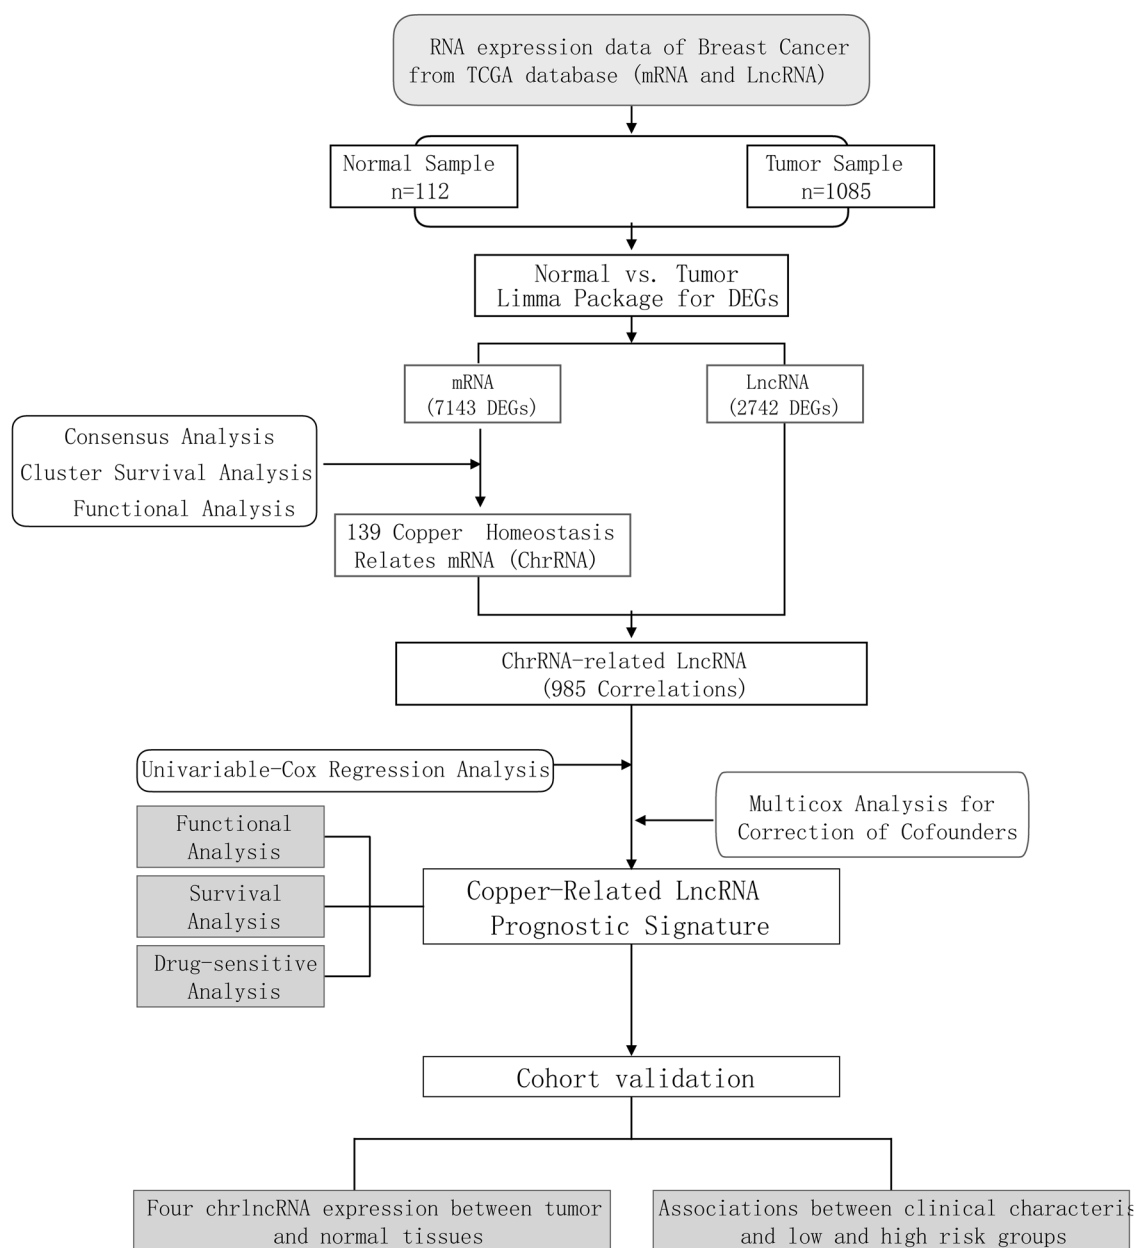 RNA expression data of Breast Cancer
from TCGA database (mRNA and LncRNA)
Normal Sample
n=112
Tumor Sample
n=1085
Normal vs. Tumor
Limma Package for DEGs
mRNA
(7143 DEGs)
LncRNA
(2742 DEGs)
Consensus Analysis
Cluster Survival Analysis
Functional Analysis
139 Copper Homeostasis
Relates mRNA (ChrRNA)
ChrRNA-related LncRNA
(985 Correlations)
Univariable-Cox Regression Analysis
Multicox Analysis for
Correction of Cofounders
Functional
Analysis
Survival
Analysis
Drug-sensitive
Analysis
Copper-Related LncRNA
Prognostic Signature
Cohort validation
Four chrlncRNA expression between tumor
and normal tissues
Associations between clinical
and low and high risk groups